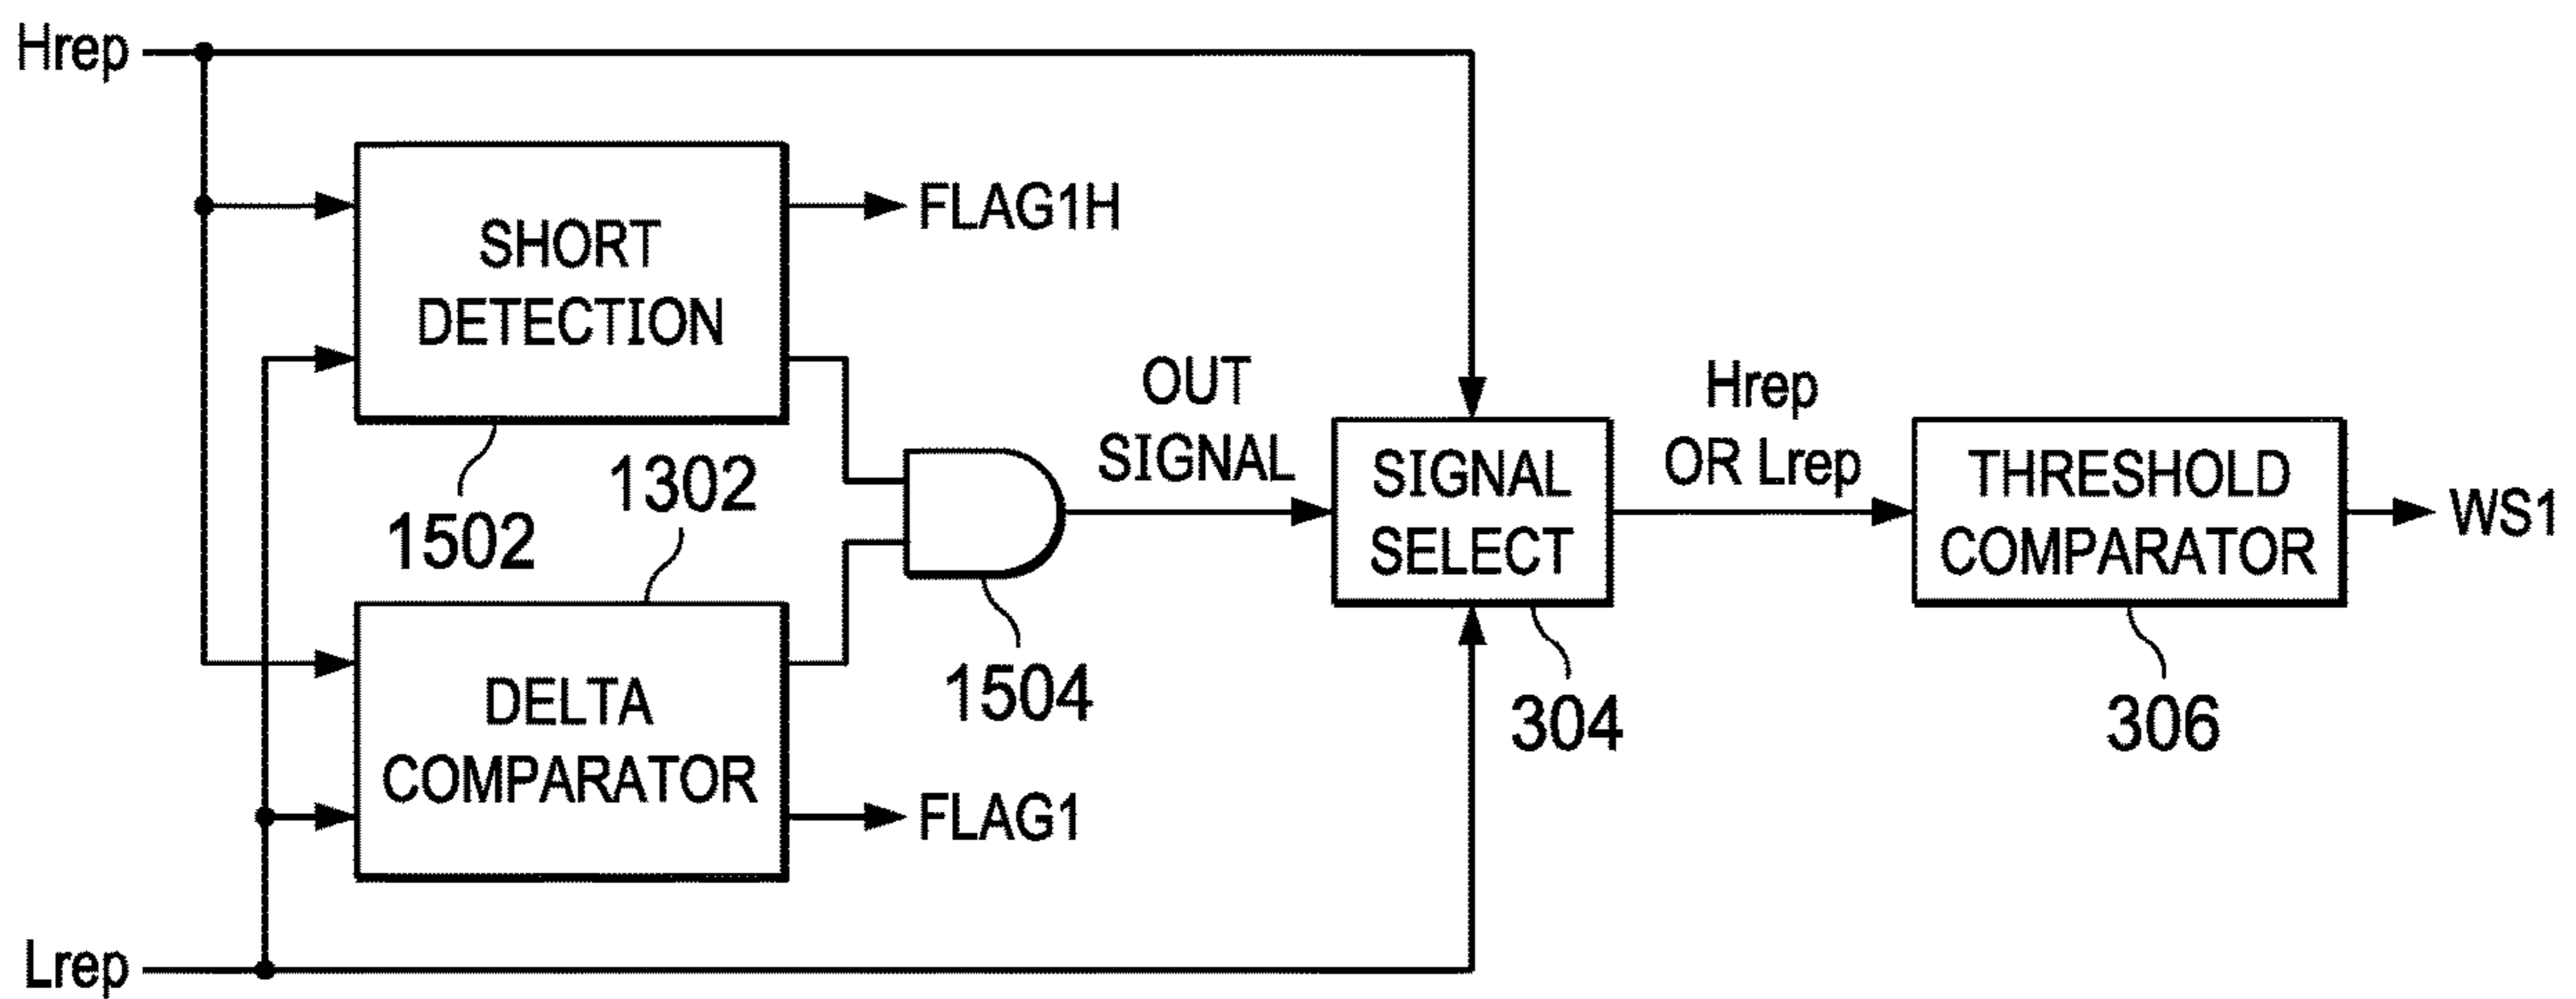 Hrep
FLAG1H
SHORT
DETECTION
OUT
SIGNAL
Hrep
OR Lrep
SIGNAL
SELECT
THRESHOLD
COMPARATOR
WS1
1502
1302
1504
304
306
DELTA
COMPARATOR
FLAG1
Lrep